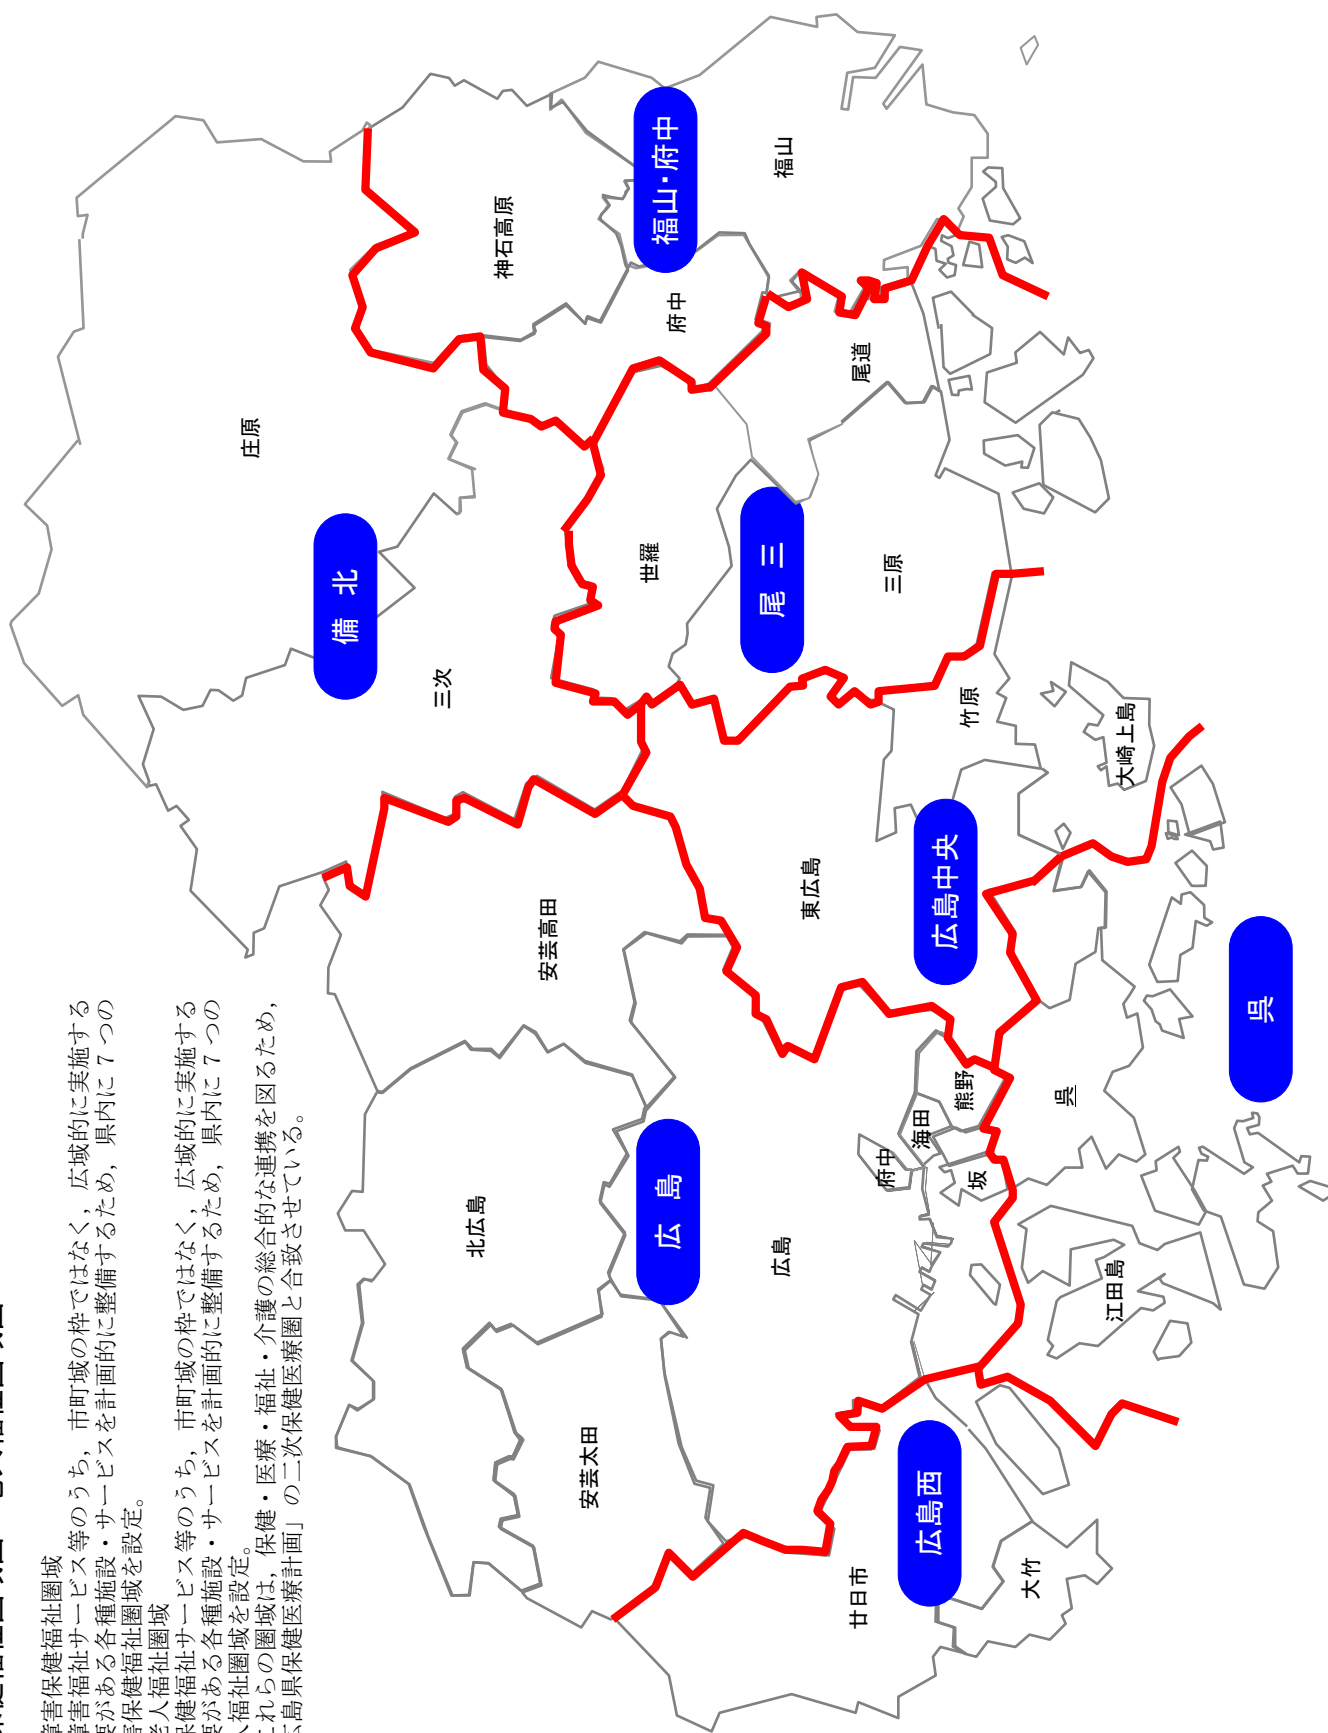 障害保健福祉圏域
障害福祉サービス等のうち，市町域の枠ではなく，広域的に実施する
要がある各種施設・サービスを計画的に整備するため，県内に７つの
害保健福祉圏域を設定。
老人福祉圏域
保健福祉サービス等のうち，市町域の枠ではなく，広域的に実施する
要がある各種施設・サービスを計画的に整備するため，県内に７つの
人福祉圏域を設定。
これらの圏域は，保健・医療・福祉・介護の総合的な連携を図るため，
広島県保健医療計画」の二次保健医療圏と合致させている。
庄原
備 北
三次
神石高原
福山・府中
福山
府中
尾道
世羅
尾 三
三原
竹原
大崎上島
東広島
広島中央
安芸高田
北広島
広 島
安芸太田
広島
府中
海田
熊野
坂
呉
呉
江田島
広島西
廿日市
大竹